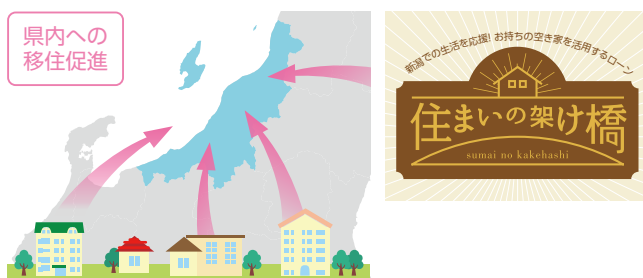 県内への
移住促進
新潟での生活を応援! お持ちの空き家を活用するローン
住まいの架け橋
sumai no kakehashi